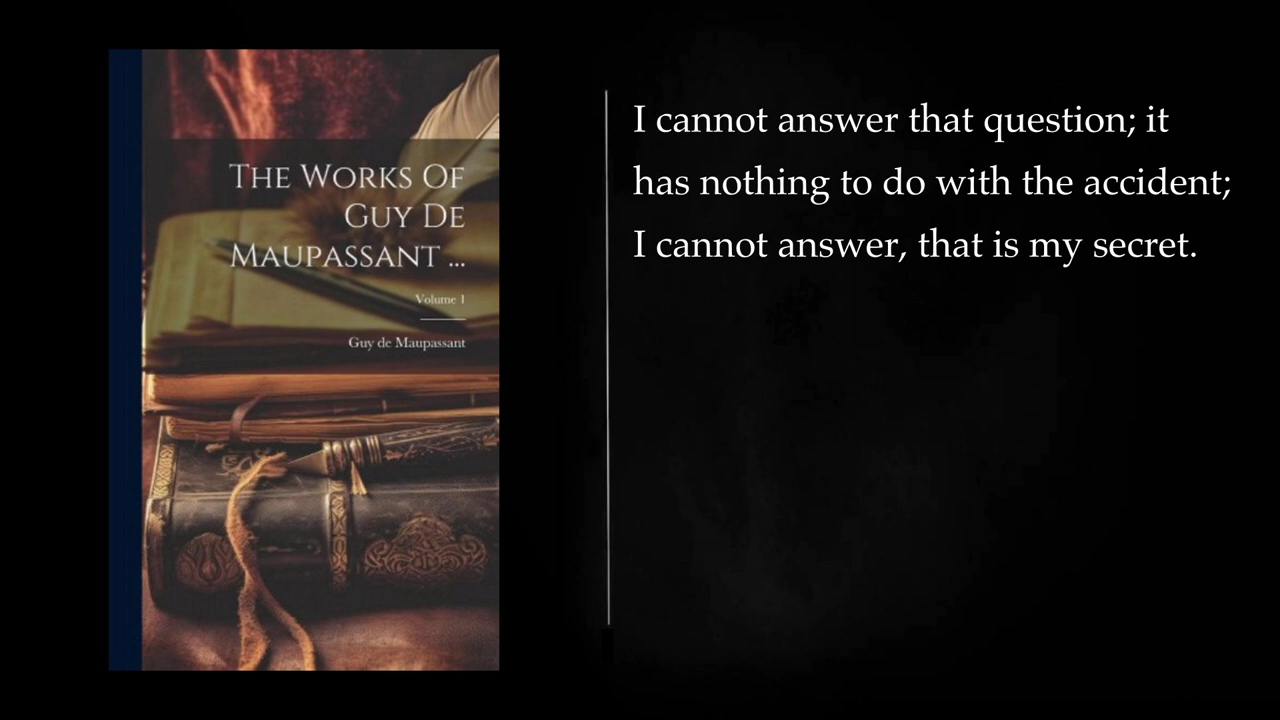 The Works Of
Guy De
Maupassant ...
Volume 1
Guy de Maupassant
I cannot answer that question; it
has nothing to do with the accident;
I cannot answer, that is my secret.